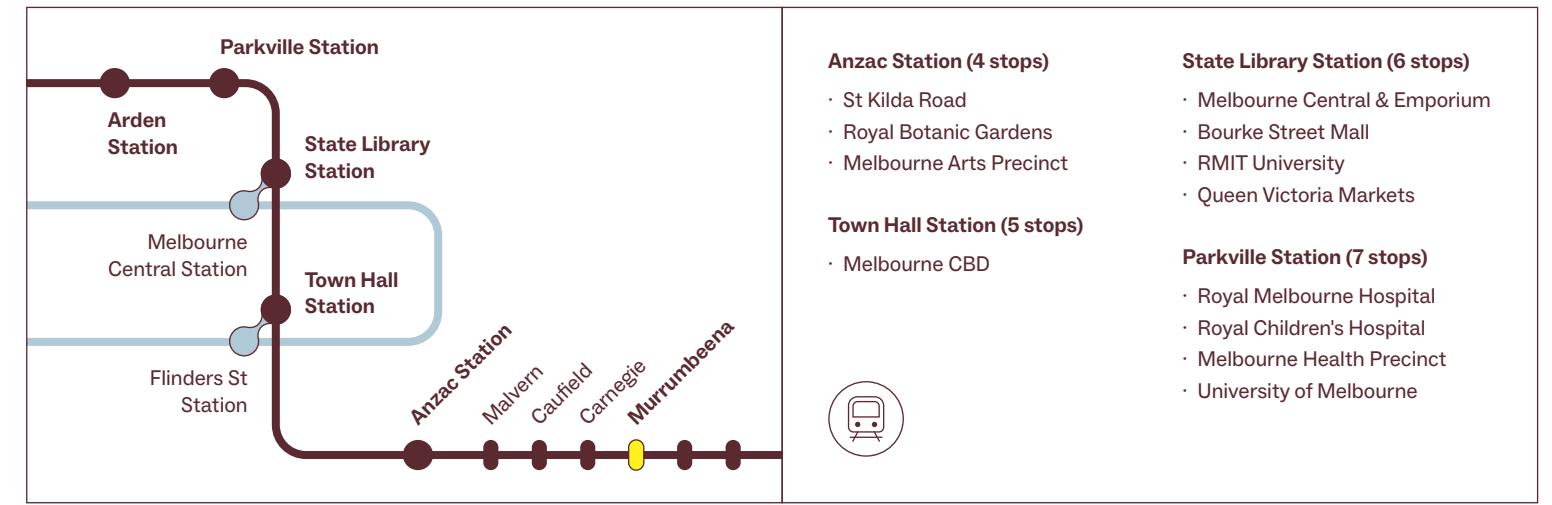 Parkville Station
Arden
Station
State Library
Station
Melbourne
Central Station
Town Hall
Station
Flinders St
Station
Anzac Station
Malvern
Caufield
Carnegie
Murrumbeena
Anzac Station (4 stops)
· St Kilda Road
· Royal Botanic Gardens
· Melbourne Arts Precinct
Town Hall Station (5 stops)
· Melbourne CBD
State Library Station (6 stops)
· Melbourne Central & Emporium
· Bourke Street Mall
· RMIT University
· Queen Victoria Markets
Parkville Station (7 stops)
· Royal Melbourne Hospital
· Royal Children's Hospital
· Melbourne Health Precinct
· University of Melbourne